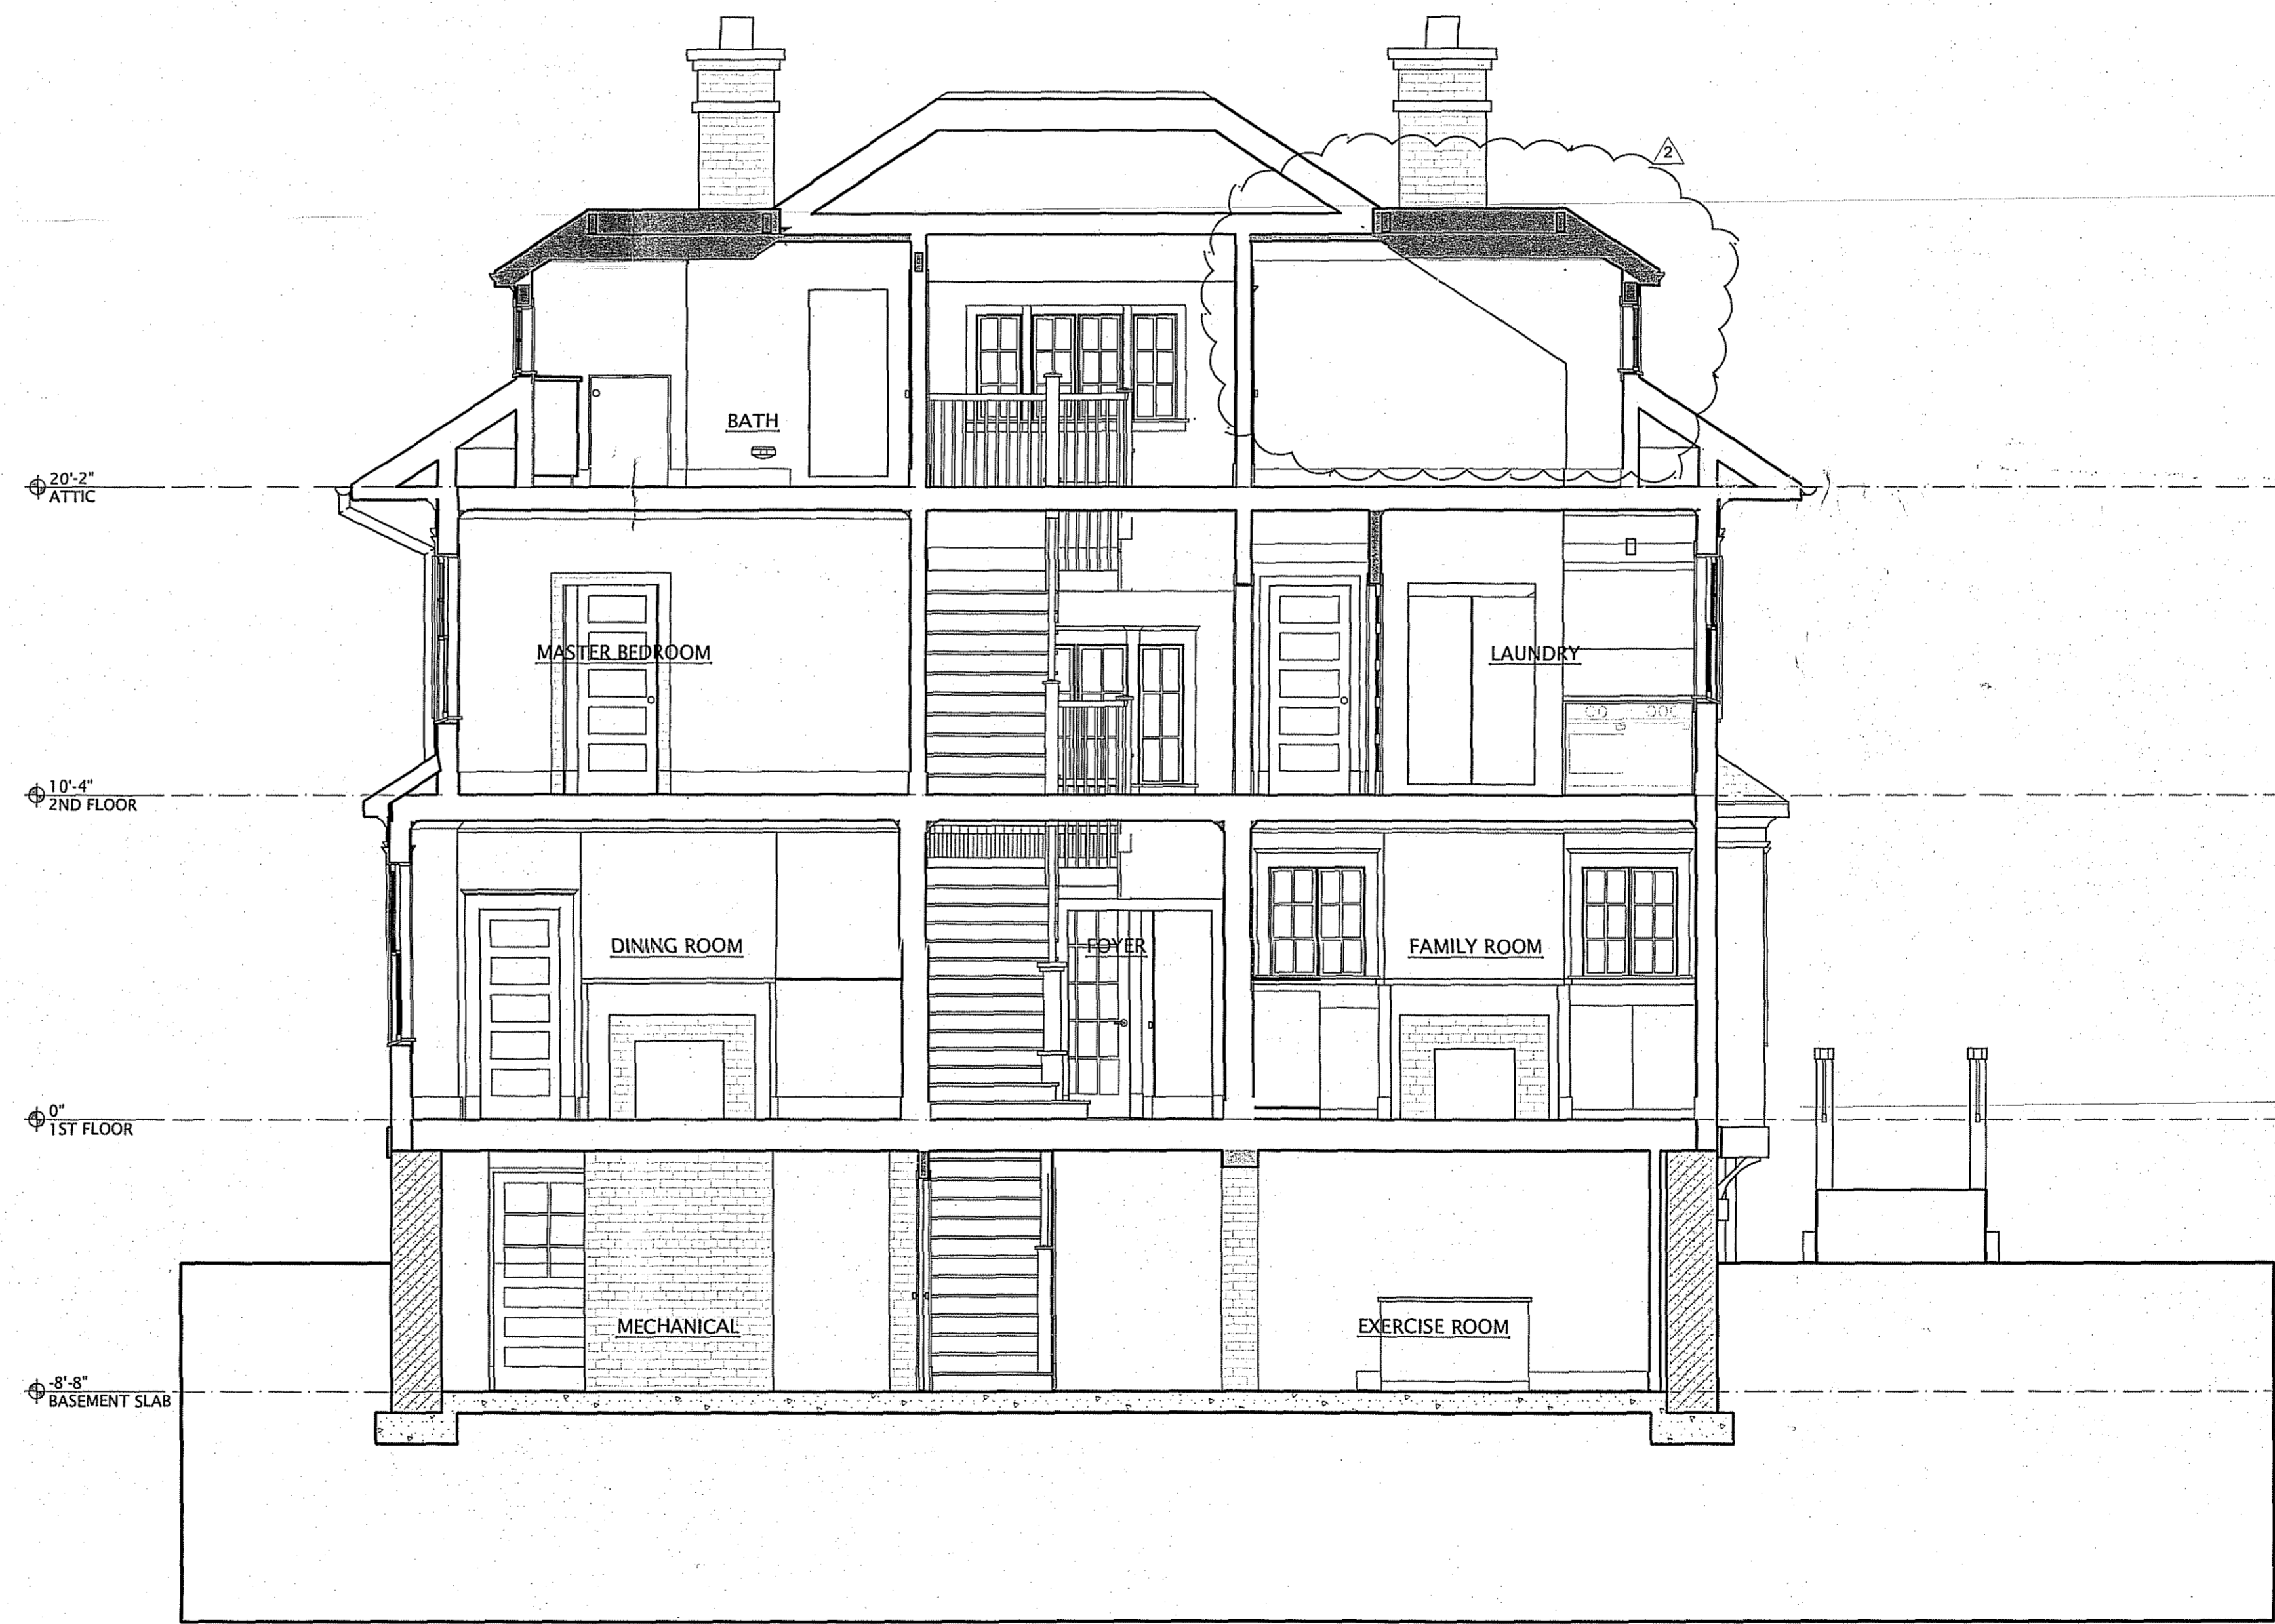 2
BATH
20'-2"
ATTIC
MASTER BEDROOM
LAUNDRY
10'-4"
2ND FLOOR
DINING ROOM
FOYER
FAMILY ROOM
0"
1ST FLOOR
MECHANICAL
EXERCISE ROOM
-8'-8"
BASEMENT SLAB